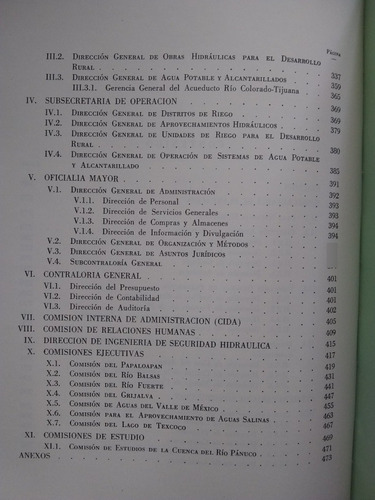 Página
III.2. Dirección General de Obras Hidráulicas para el Desarrollo
Rural . . . 337
III.3. Dirección General de Agua Potable y Alcantarillados . . . 359
III.3.1. Gerencia General del Acueducto Río Colorado-Tijuana . . . 365
IV. SUBSECRETARIA DE OPERACION . . . 369
IV.1. Dirección General de Distritos de Riego . . . 369
IV.2. Dirección General de Aprovechamientos Hidráulicos . . . 379
IV.3. Dirección General de Unidades de Riego para el Desarrollo
Rural . . . 380
IV.4. Dirección General de Operación de Sistemas de Agua Potable
y Alcantarillado . . . 385
V. OFICIALIA MAYOR . . . 391
V.1. Dirección General de Administración . . . 392
V.1.1. Dirección de Personal . . . 393
V.1.2. Dirección de Servicios Generales . . . 393
V.1.3. Dirección de Compras y Almacenes . . . 394
V.1.4. Dirección de Información y Divulgación . . . 394
V.2. Dirección General de Organización y Métodos . . .
V.3. Dirección General de Asuntos Jurídicos . . .
V.4. Subcontraloría General . . .
VI. CONTRALORIA GENERAL . . . 401
VI.1. Dirección del Presupuesto . . . 401
VI.2. Dirección de Contabilidad . . . 401
VI.3. Dirección de Auditoría . . . 402
VII. COMISION INTERNA DE ADMINISTRACION (CIDA) . . . 405
VIII. COMISION DE RELACIONES HUMANAS . . . 409
IX. DIRECCION DE INGENIERIA DE SEGURIDAD HIDRAULICA . . . 415
X. COMISIONES EJECUTIVAS . . . 417
X.1. Comisión del Papaloapan . . . 419
X.2. Comisión del Río Balsas . . . 431
X.3. Comisión del Río Fuerte . . . 441
X.4. Comisión del Grijalva . . . 447
X.5. Comisión de Aguas del Valle de México . . . 455
X.6. Comisión para el Aprovechamiento de Aguas Salinas . . . 463
X.7. Comisión del Lago de Texcoco . . . 467
XI. COMISIONES DE ESTUDIO . . . 469
XI.1. Comisión de Estudios de la Cuenca del Río Pánuco . . . 471
ANEXOS . . . 473